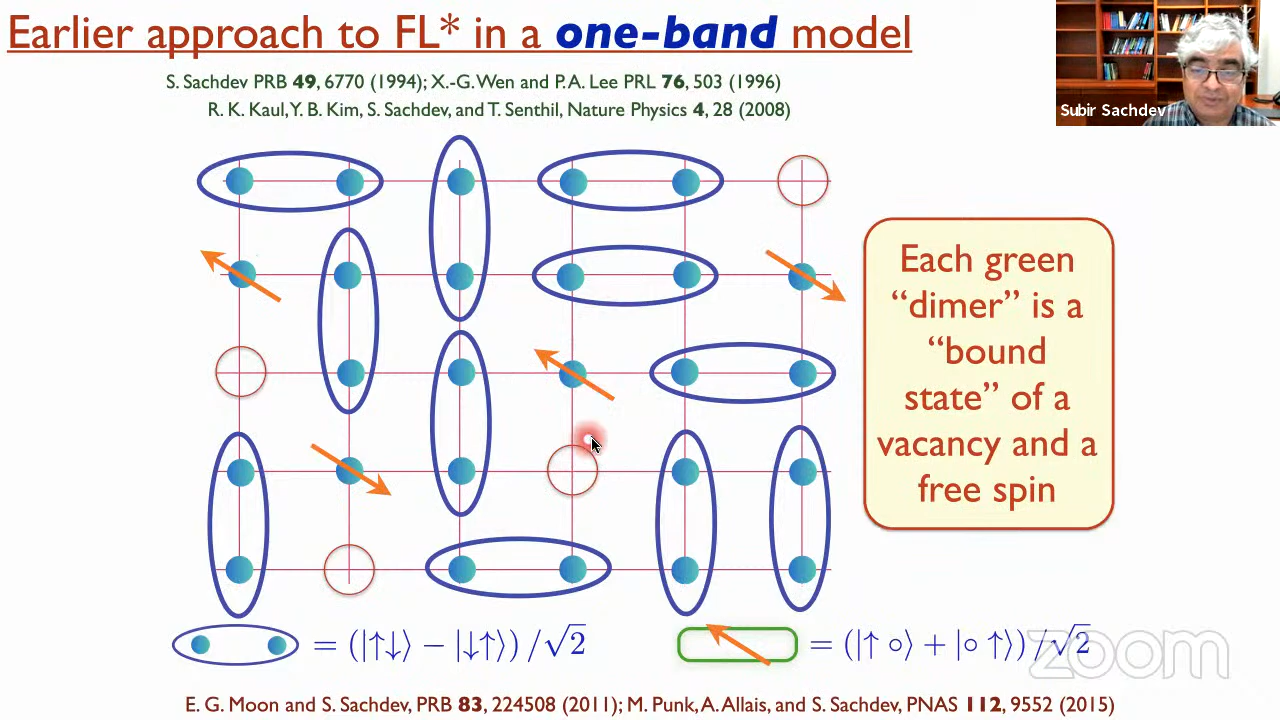 Earlier approach to FL* in a one-band model
S. Sachdev PRB 49, 6770 (1994); X.-G. Wen and P. A. Lee PRL 76, 503 (1996)
R. K. Kaul, Y. B. Kim, S. Sachdev, and T. Senthil, Nature Physics 4, 28 (2008)
Subir Sachdev
Each green
“dimer” is a
“bound
state” of a
vacancy and a
free spin
= (|↑↓⟩ − |↓↑⟩) /√2
= (|↑ ∘⟩ + |∘ ↑⟩) /√2
zoom
E. G. Moon and S. Sachdev, PRB 83, 224508 (2011); M. Punk, A. Allais, and S. Sachdev, PNAS 112, 9552 (2015)